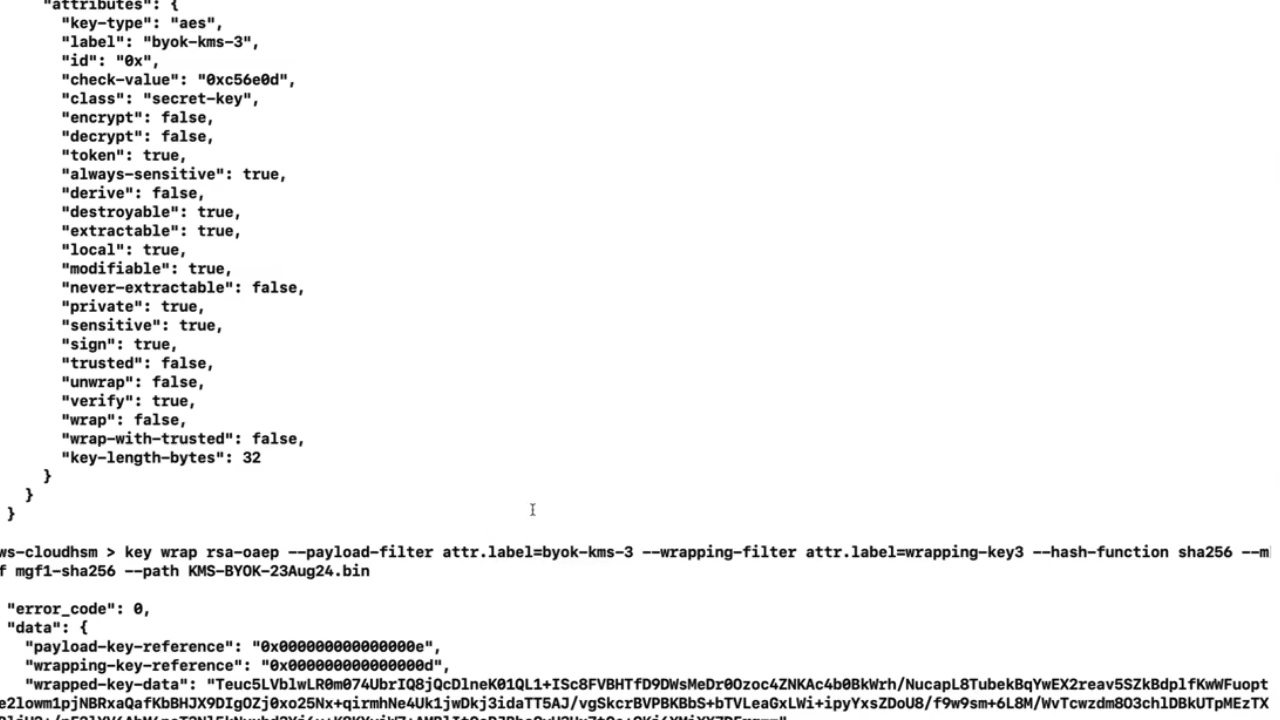 "attributes": {
"key-type": "aes",
"label": "byok-kms-3",
"id": "0x",
"check-value": "0xc56e0d",
"class": "secret-key",
"encrypt": false,
"decrypt": false,
"token": true,
"always-sensitive": true,
"derive": false,
"destroyable": true,
"extractable": true,
"local": true,
"modifiable": true,
"never-extractable": false,
"private": true,
"sensitive": true,
"sign": true,
"trusted": false,
"unwrap": false,
"verify": true,
"wrap": false,
"wrap-with-trusted": false,
"key-length-bytes": 32
}
}
}
ws-cloudhsm > key wrap rsa-oaep --payload-filter attr.label=byok-kms-3 --wrapping-filter attr.label=wrapping-key3 --hash-function sha256 --m
f mgf1-sha256 --path KMS-BYOK-23Aug24.bin
"error_code": 0,
"data": {
"payload-key-reference": "0x000000000000000e",
"wrapping-key-reference": "0x000000000000000d",
"wrapped-key-data": "Teuc5LVblwLR0m074UbrIQ8jQcDlneK01QL1+ISc8FVBHTfD9DWsMeDr0Ozoc4ZNKAc4b0BkWrh/NucapL8TubekBqYwEX2reav5SZkBdplfKwWFuopt
e2lowm1pjNBRxaQafKbBHJX9DIgOZj0xo25Nx+qirmhNe4Uk1jwDkj3idaTT5AJ/vgSkcrBVPBKBbS+bTVLeaGxLWi+ipyYxsZDoU8/f9w9sm+6L8M/WvTcwzdm8O3chlDBkUTpMEzTX